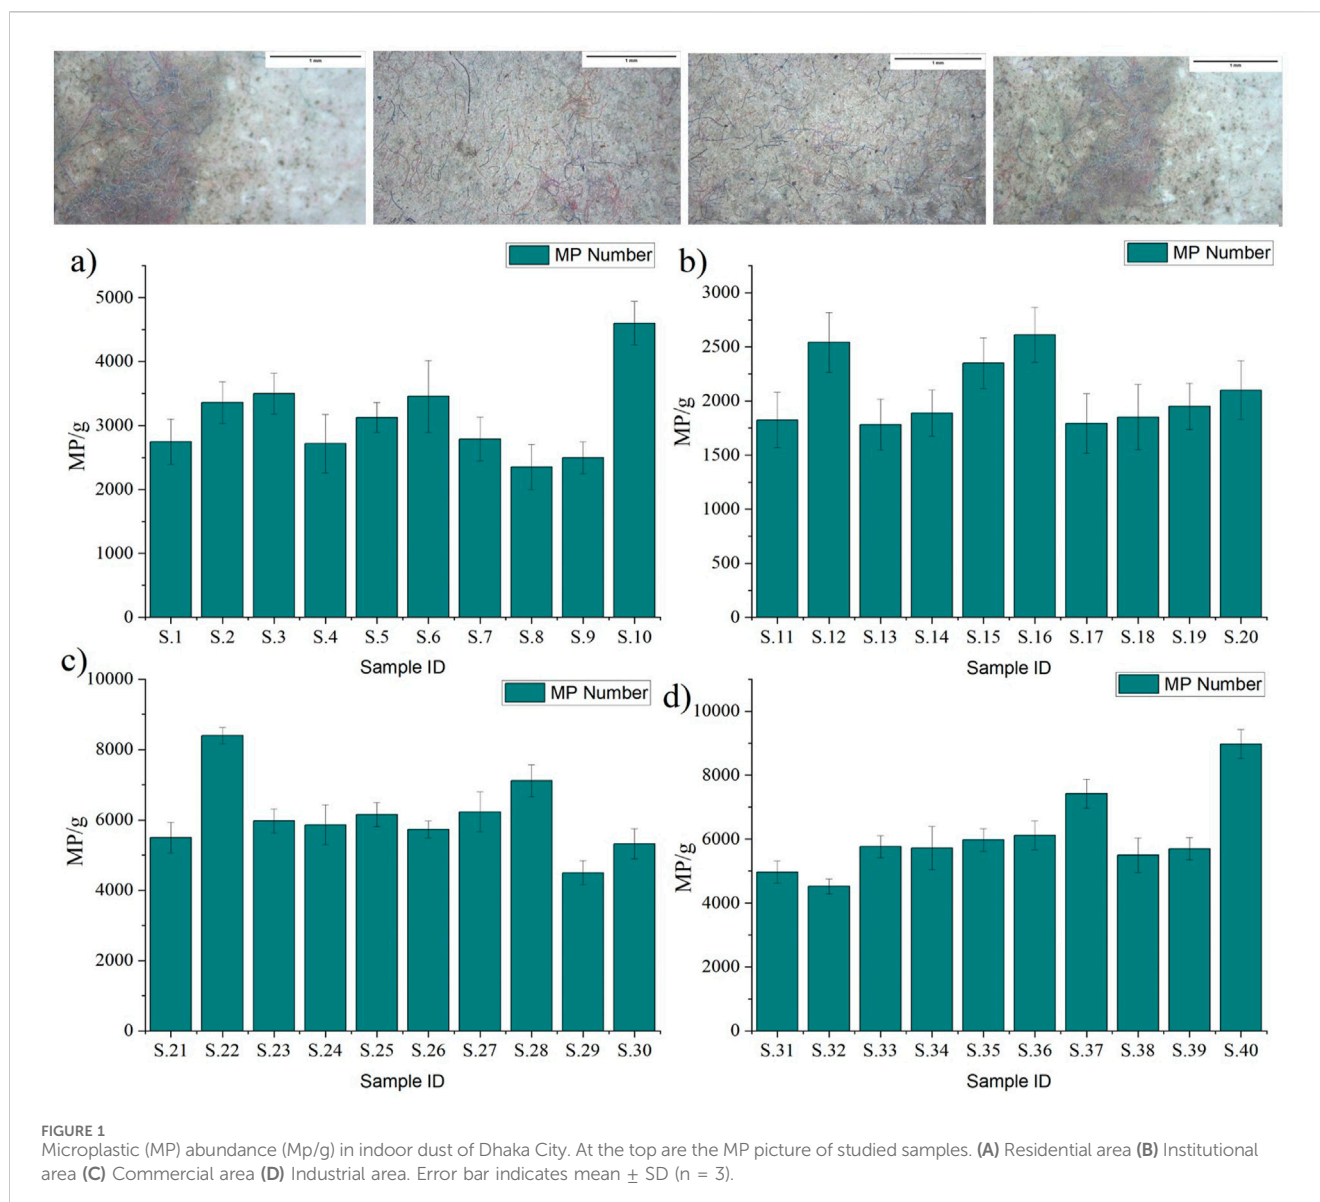 1 mm
1 mm
1 mm
1 mm
a)
MP Number
MP/g
5000
4000
3000
2000
1000
0
S.1 S.2 S.3 S.4 S.5 S.6 S.7 S.8 S.9 S.10
Sample ID
b)
MP Number
MP/g
3000
2500
2000
1500
1000
500
0
S.11 S.12 S.13 S.14 S.15 S.16 S.17 S.18 S.19 S.20
Sample ID
c)
MP Number
MP/g
10000
8000
6000
4000
2000
0
S.21 S.22 S.23 S.24 S.25 S.26 S.27 S.28 S.29 S.30
Sample ID
d)
MP Number
MP/g
10000
8000
6000
4000
2000
0
S.31 S.32 S.33 S.34 S.35 S.36 S.37 S.38 S.39 S.40
Sample ID
FIGURE 1
Microplastic (MP) abundance (Mp/g) in indoor dust of Dhaka City. At the top are the MP picture of studied samples. (A) Residential area (B) Institutional
area (C) Commercial area (D) Industrial area. Error bar indicates mean ± SD (n = 3).